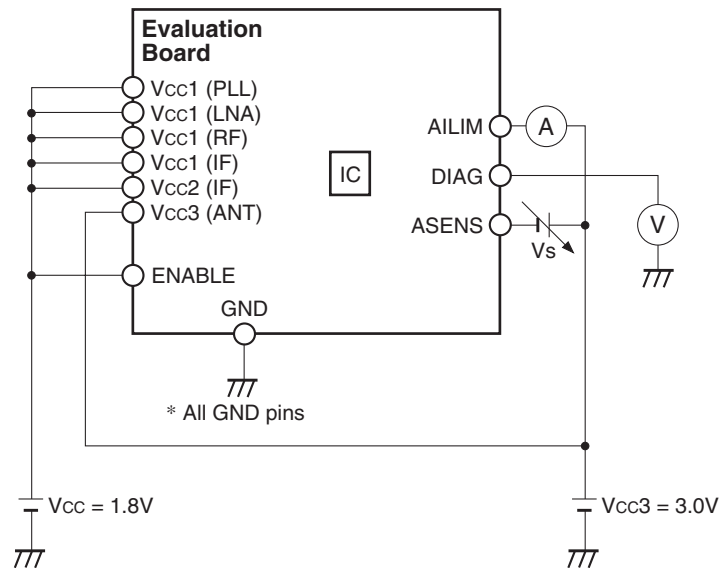 Evaluation
Board
Vcc1 (PLL)
Vcc1 (LNA)
Vcc1 (RF)
Vcc1 (IF)
Vcc2 (IF)
Vcc3 (ANT)
ENABLE
GND
IC
AILIM
DIAG
ASENS
A
V
Vs
* All GND pins
Vcc = 1.8V
Vcc3 = 3.0V